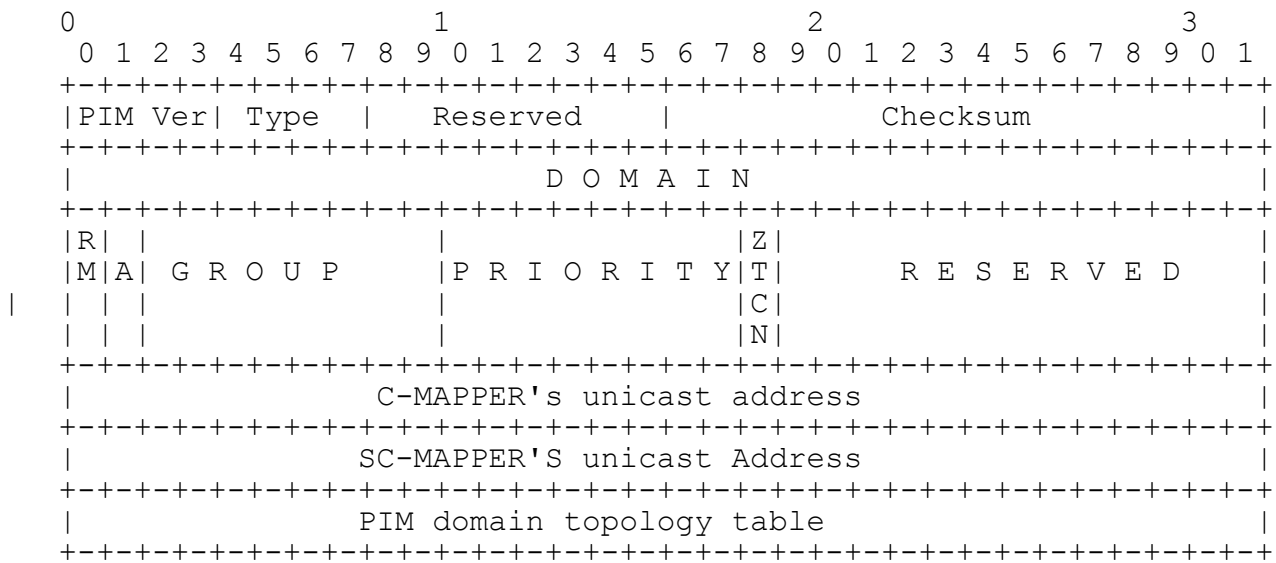 0                   1                   2                   3
0 1 2 3 4 5 6 7 8 9 0 1 2 3 4 5 6 7 8 9 0 1 2 3 4 5 6 7 8 9 0 1
+-+-+-+-+-+-+-+-+-+-+-+-+-+-+-+-+-+-+-+-+-+-+-+-+-+-+-+-+-+-+-+-+
|PIM Ver| Type  |   Reserved    |           Checksum            |
+-+-+-+-+-+-+-+-+-+-+-+-+-+-+-+-+-+-+-+-+-+-+-+-+-+-+-+-+-+-+-+-+
|                         D O M A I N                           |
+-+-+-+-+-+-+-+-+-+-+-+-+-+-+-+-+-+-+-+-+-+-+-+-+-+-+-+-+-+-+-+-+
|R| |               |               |Z|                         |
|M|A| G R O U P     |P R I O R I T Y|T|      R E S E R V E D    |
| | | |               |               |C|                         |
| | |               |               |N|                         |
+-+-+-+-+-+-+-+-+-+-+-+-+-+-+-+-+-+-+-+-+-+-+-+-+-+-+-+-+-+-+-+-+
|                C-MAPPER's unicast address                     |
+-+-+-+-+-+-+-+-+-+-+-+-+-+-+-+-+-+-+-+-+-+-+-+-+-+-+-+-+-+-+-+-+
|               SC-MAPPER'S unicast Address                     |
+-+-+-+-+-+-+-+-+-+-+-+-+-+-+-+-+-+-+-+-+-+-+-+-+-+-+-+-+-+-+-+-+
|               PIM domain topology table                       |
+-+-+-+-+-+-+-+-+-+-+-+-+-+-+-+-+-+-+-+-+-+-+-+-+-+-+-+-+-+-+-+-+